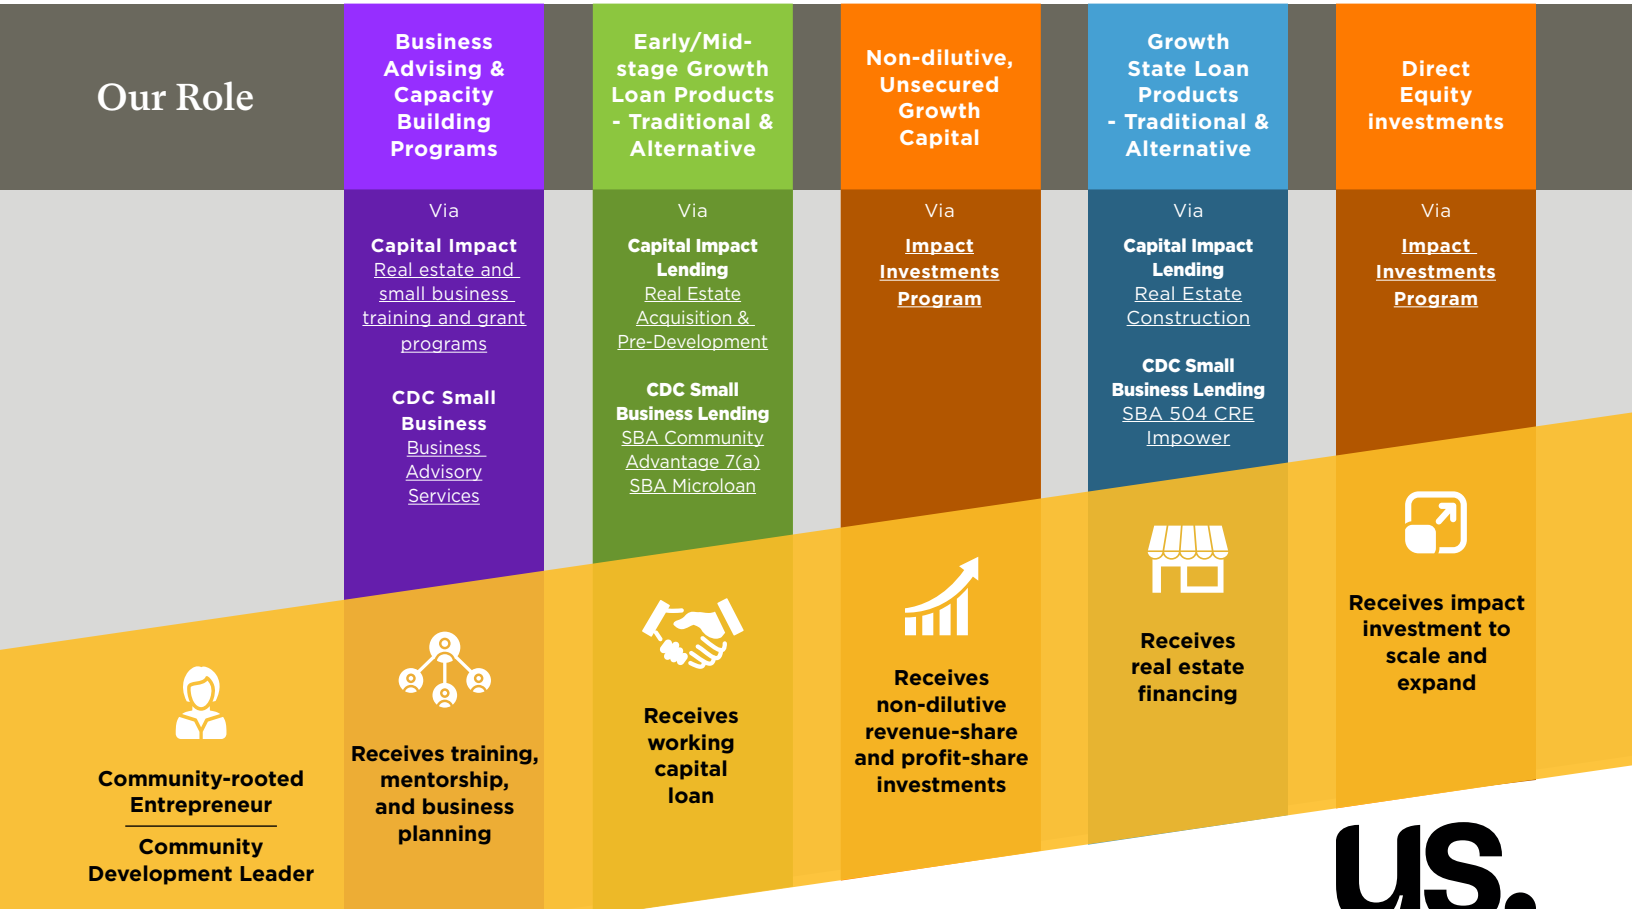 Our Role
Business
Advising &
Capacity
Building
Programs
Early/Mid-
stage Growth
Loan Products
- Traditional &
Alternative
Non-dilutive,
Unsecured
Growth
Capital
Growth
State Loan
Products
- Traditional &
Alternative
Direct
Equity
investments
Via
Capital Impact
Real estate and
small business
training and grant
programs
CDC Small
Business
Business
Advisory
Services
Via
Capital Impact
Lending
Real Estate
Acquisition &
Pre-Development
CDC Small
Business Lending
SBA Community
Advantage 7(a)
SBA Microloan
Via
Impact
Investments
Program
Via
Capital Impact
Lending
Real Estate
Construction
CDC Small
Business Lending
SBA 504 CRE
Impower
Via
Impact
Investments
Program
Community-rooted
Entrepreneur
Community
Development Leader
Receives training,
mentorship,
and business
planning
Receives
working
capital
loan
Receives
non-dilutive
revenue-share
and profit-share
investments
Receives
real estate
financing
Receives impact
investment to
scale and
expand
us.